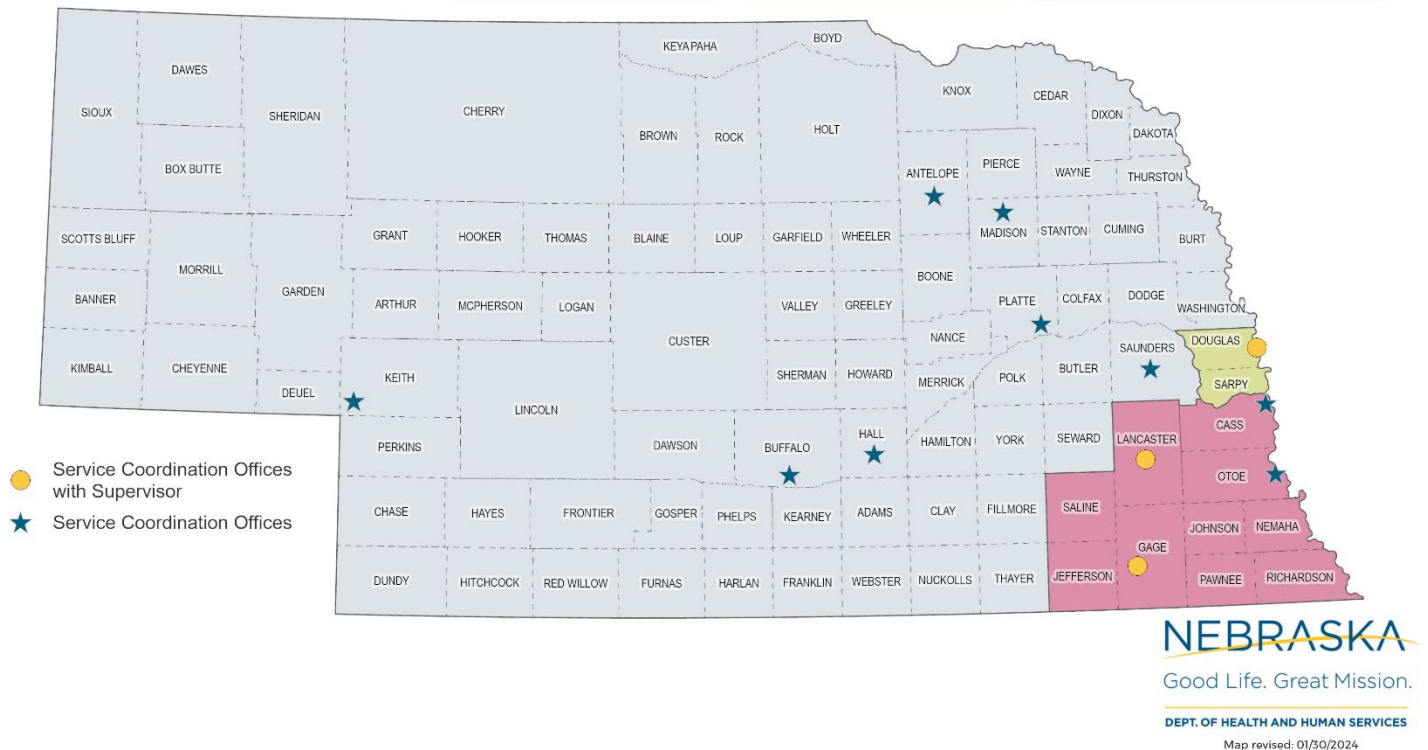 KEYA PAHA
BOYD
DAWES
KNOX
CEDAR
SIOUX
SHERIDAN
CHERRY
BROWN
ROCK
HOLT
DIXON
DAKOTA
BOX BUTTE
ANTELOPE
PIERCE
WAYNE
THURSTON
SCOTTS BLUFF
GRANT
HOOKER
THOMAS
BLAINE
LOUP
GARFIELD
WHEELER
MADISON
STANTON
CUMING
BURT
MORRILL
BANNER
GARDEN
ARTHUR
MCPHERSON
LOGAN
VALLEY
GREELEY
BOONE
PLATTE
COLFAX
DODGE
WASHINGTON
CUSTER
NANCE
DOUGLAS
SAUNDERS
KIMBALL
CHEYENNE
DEUEL
KEITH
SHERMAN
HOWARD
MERRICK
POLK
BUTLER
SARPY
LINCOLN
PERKINS
DAWSON
BUFFALO
HALL
HAMILTON
YORK
SEWARD
LANCASTER
CASS
OTOE
Service Coordination Offices
with Supervisor
Service Coordination Offices
CHASE
HAYES
FRONTIER
GOSPER
PHELPS
KEARNEY
ADAMS
CLAY
FILLMORE
SALINE
GAGE
JOHNSON
NEMAHA
DUNDY
HITCHCOCK
RED WILLOW
FURNAS
HARLAN
FRANKLIN
WEBSTER
NUCKOLLS
THAYER
JEFFERSON
PAWNEE
RICHARDSON
NEBRASKA
Good Life. Great Mission.
DEPT. OF HEALTH AND HUMAN SERVICES
Map revised: 01/30/2024